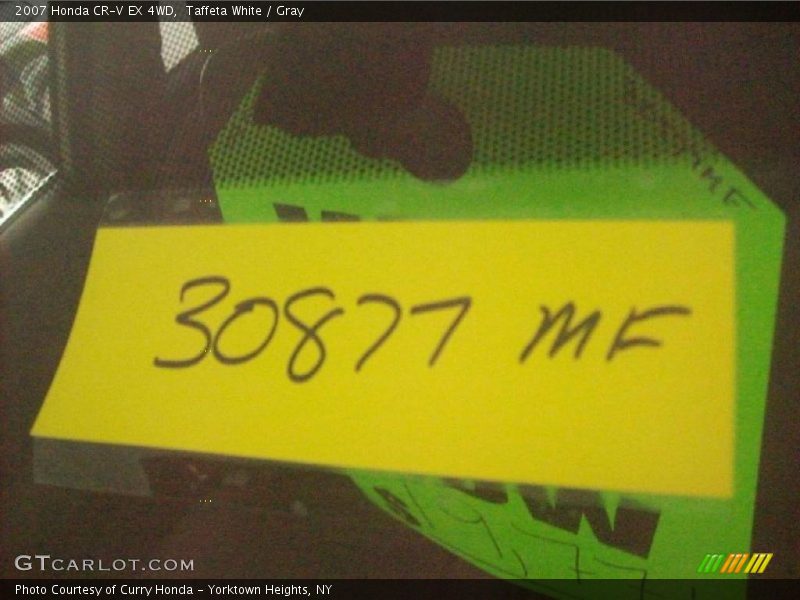 2007 Honda CR-V EX 4WD,  Taffeta White / Gray
30877 MF
GTCARLOT.COM
Photo Courtesy of Curry Honda - Yorktown Heights, NY